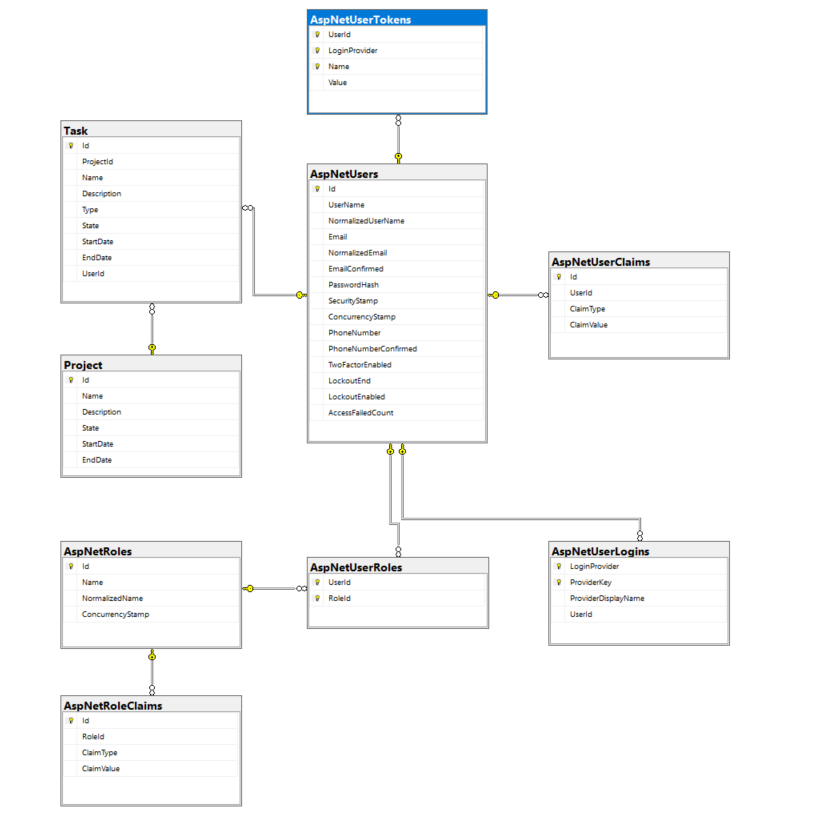 AspNetUserTokens
UserId
LoginProvider
Name
Value
Task
Id
ProjectId
Name
Description
Type
State
StartDate
EndDate
UserId
AspNetUsers
Id
UserName
NormalizedUserName
Email
NormalizedEmail
EmailConfirmed
PasswordHash
SecurityStamp
ConcurrencyStamp
PhoneNumber
PhoneNumberConfirmed
TwoFactorEnabled
LockoutEnd
LockoutEnabled
AccessFailedCount
AspNetUserClaims
Id
UserId
ClaimType
ClaimValue
Project
Id
Name
Description
State
StartDate
EndDate
AspNetRoles
Id
Name
NormalizedName
ConcurrencyStamp
AspNetUserRoles
UserId
RoleId
AspNetUserLogins
LoginProvider
ProviderKey
ProviderDisplayName
UserId
AspNetRoleClaims
Id
RoleId
ClaimType
ClaimValue